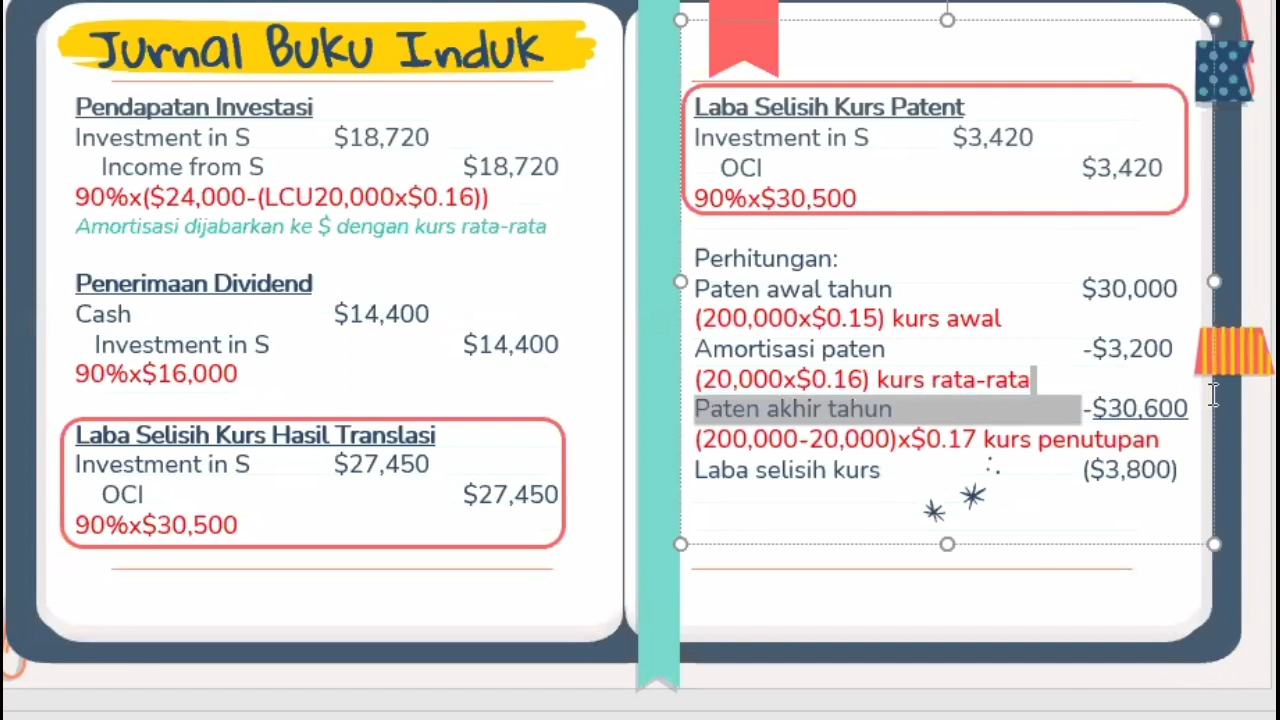 Jurnal Buku Induk
Pendapatan Investasi
Investment in S $18,720
Income from S $18,720
90%x($24,000-(LCU20,000x$0.16))
Amortisasi dijabarkan ke $ dengan kurs rata-rata
Penerimaan Dividend
Cash $14,400
Investment in S $14,400
90%x$16,000
Laba Selisih Kurs Hasil Translasi
Investment in S $27,450
OCI $27,450
90%x$30,500
Laba Selisih Kurs Patent
Investment in S $3,420
OCI $3,420
90%x$30,500
Perhitungan:
Paten awal tahun $30,000
(200,000x$0.15) kurs awal
Amortisasi paten -$3,200
(20,000x$0.16) kurs rata-rata
Paten akhir tahun -$30,600
(200,000-20,000)x$0.17 kurs penutupan
Laba selisih kurs ($3,800)